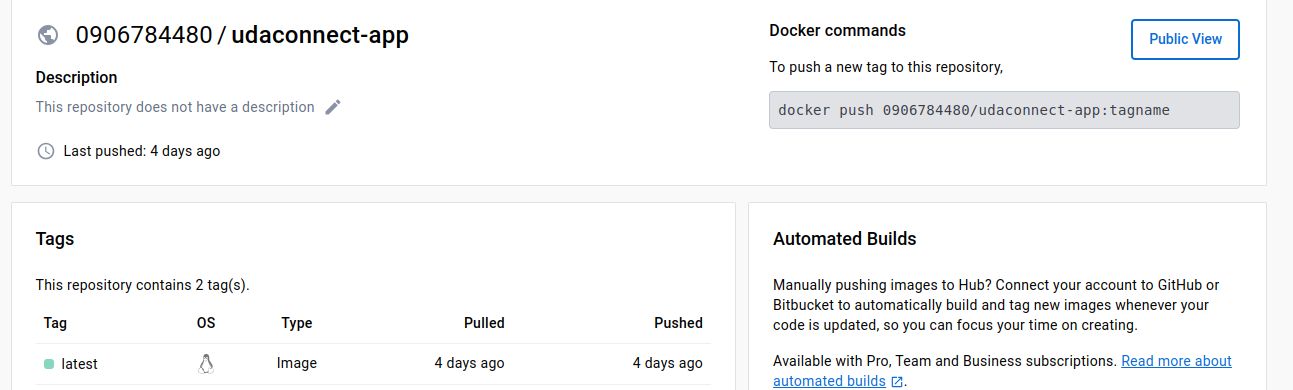 0906784480 / udaconnect-app
Description
This repository does not have a description
Last pushed: 4 days ago
Docker commands
Public View
To push a new tag to this repository,
docker push 0906784480/udaconnect-app:tagname
Tags
This repository contains 2 tag(s).
Tag OS Type Pulled Pushed
latest Image 4 days ago 4 days ago
Automated Builds
Manually pushing images to Hub? Connect your account to GitHub or
Bitbucket to automatically build and tag new images whenever your
code is updated, so you can focus your time on creating.
Available with Pro, Team and Business subscriptions. Read more about
automated builds.